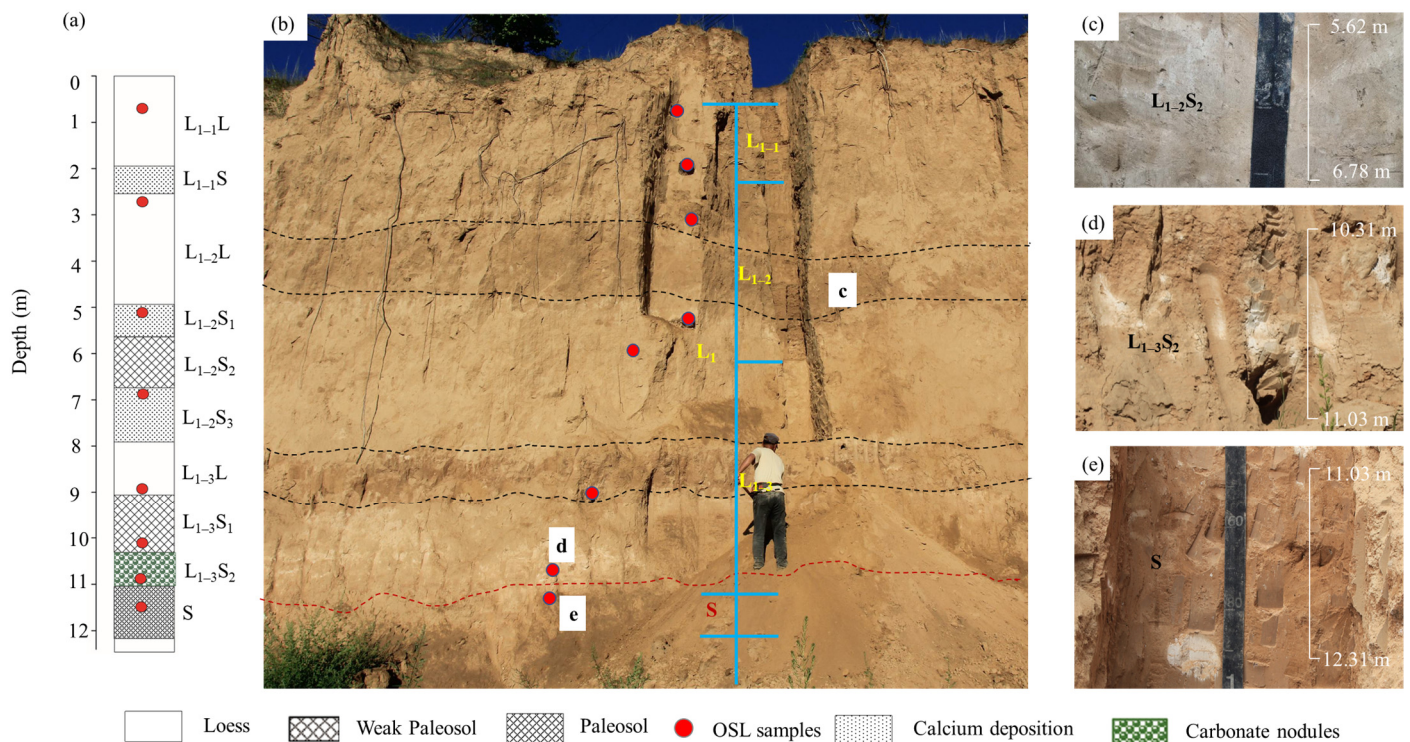 (a)
0
1
2
3
4
5
6
7
8
9
10
11
12
Depth (m)
L1–1L
L1–1S
L1–2L
L1–2S1
L1–2S2
L1–2S3
L1–3L
L1–3S1
L1–3S2
S
(b)
L1–1
L1–2
c
L1
L1–3
d
e
S
(c)
5.62 m
L1–2S2
6.78 m
(d)
10.31 m
L1–3S2
11.03 m
(e)
11.03 m
60
S
80
12.31 m
1
Loess
Weak Paleosol
Paleosol
OSL samples
Calcium deposition
Carbonate nodules